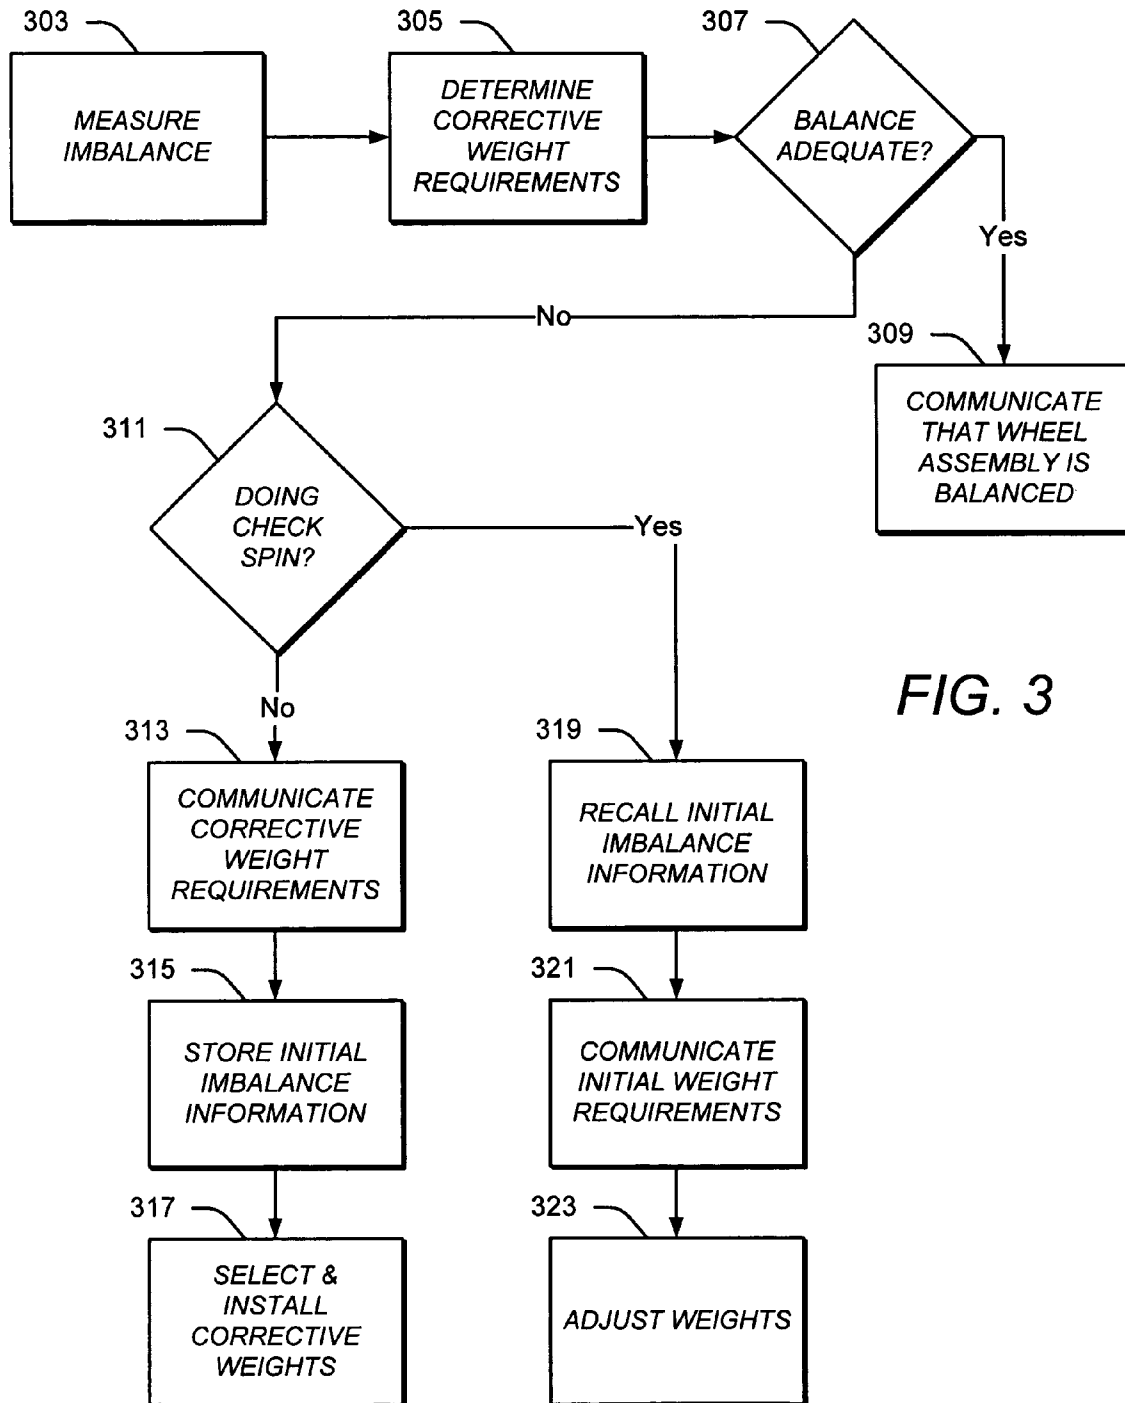 303
305
307
MEASURE
IMBALANCE
DETERMINE
CORRECTIVE
WEIGHT
REQUIREMENTS
BALANCE
ADEQUATE?
Yes
No
309
COMMUNICATE
THAT WHEEL
ASSEMBLY IS
BALANCED
311
DOING
CHECK
SPIN?
Yes
No
FIG. 3
313
COMMUNICATE
CORRECTIVE
WEIGHT
REQUIREMENTS
319
RECALL INITIAL
IMBALANCE
INFORMATION
315
STORE INITIAL
IMBALANCE
INFORMATION
321
COMMUNICATE
INITIAL WEIGHT
REQUIREMENTS
317
SELECT &
INSTALL
CORRECTIVE
WEIGHTS
323
ADJUST WEIGHTS